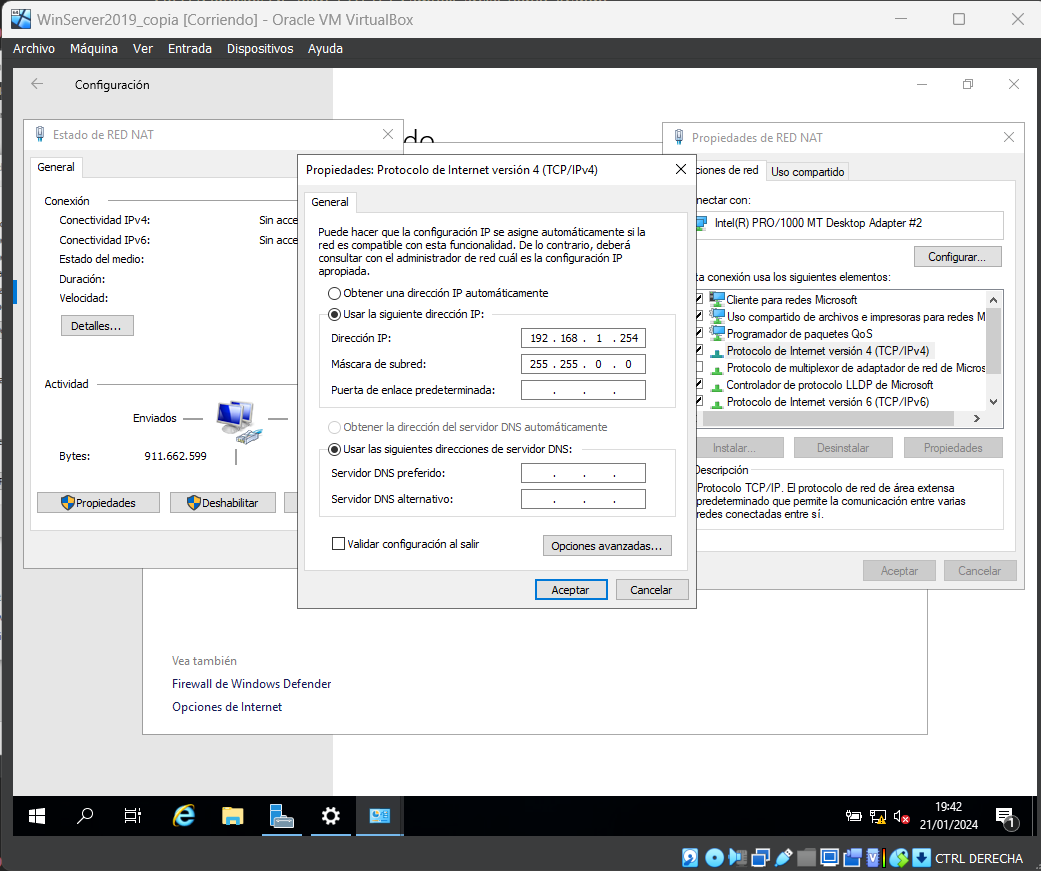 WinServer2019_copia [Corriendo] - Oracle VM VirtualBox
Archivo Máquina Ver Entrada Dispositivos Ayuda
Configuración
Estado de RED NAT
General
Conexión
Conectividad IPv4: Sin acce
Conectividad IPv6: Sin acce
Estado del medio:
Duración:
Velocidad:
Detalles...
Actividad
Enviados
Bytes: 911.662.599
Propiedades
Deshabilitar
Propiedades: Protocolo de Internet versión 4 (TCP/IPv4)
General
Puede hacer que la configuración IP se asigne automáticamente si la
red es compatible con esta funcionalidad. De lo contrario, deberá
consultar con el administrador de red cuál es la configuración IP
apropiada.
Obtener una dirección IP automáticamente
Usar la siguiente dirección IP:
Dirección IP: 192 . 168 . 1 . 254
Máscara de subred: 255 . 255 . 0 . 0
Puerta de enlace predeterminada: . . .
Obtener la dirección del servidor DNS automáticamente
Usar las siguientes direcciones de servidor DNS:
Servidor DNS preferido: . . .
Servidor DNS alternativo: . . .
Validar configuración al salir
Opciones avanzadas...
Aceptar
Cancelar
Propiedades de RED NAT
ciones de red
Uso compartido
nectar con:
Intel(R) PRO/1000 MT Desktop Adapter #2
Configurar...
ta conexión usa los siguientes elementos:
Cliente para redes Microsoft
Uso compartido de archivos e impresoras para redes M
Programador de paquetes QoS
Protocolo de Internet versión 4 (TCP/IPv4)
Protocolo de multiplexor de adaptador de red de Micros
Controlador de protocolo LLDP de Microsoft
Protocolo de Internet versión 6 (TCP/IPv6)
Instalar...
Desinstalar
Propiedades
Descripción
Protocolo TCP/IP. El protocolo de red de área extensa
predeterminado que permite la comunicación entre varias
redes conectadas entre sí.
Aceptar
Cancelar
Vea también
Firewall de Windows Defender
Opciones de Internet
19:42
21/01/2024
1
CTRL DERECHA